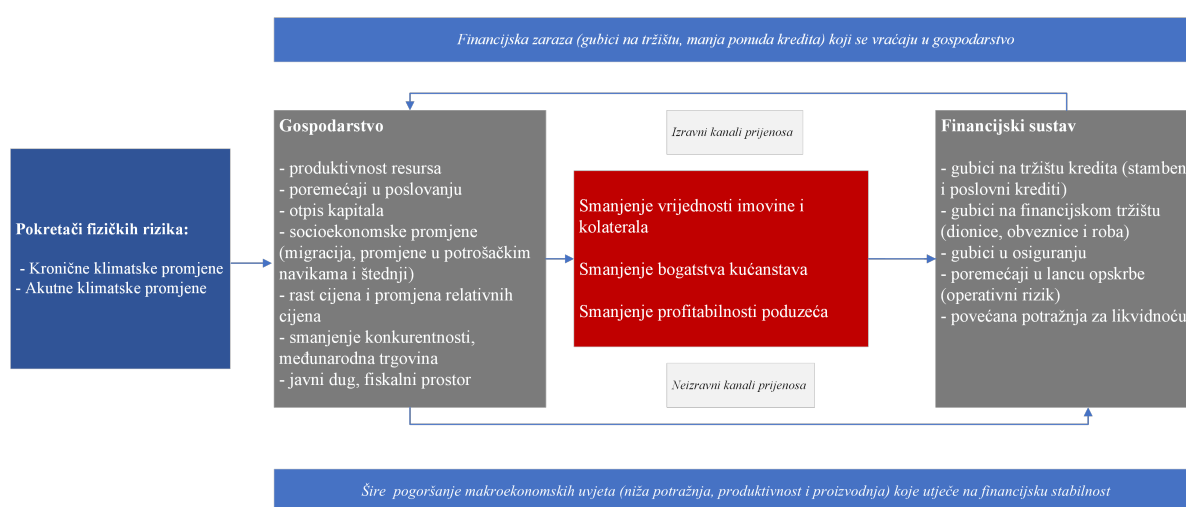 Financijska zaraza (gubici na tržištu, manja ponuda kredita) koji se vraćaju u gospodarstvo
Pokretači fizičkih rizika:
- Kronične klimatske promjene
- Akutne klimatske promjene
Gospodarstvo
- produktivnost resursa
- poremećaji u poslovanju
- otpis kapitala
- socioekonomske promjene
(migracija, promjene u potrošačkim
navikama i štednji)
- rast cijena i promjena relativnih
cijena
- smanjenje konkurentnosti,
međunarodna trgovina
- javni dug, fiskalni prostor
Izravni kanali prijenosa
Smanjenje vrijednosti imovine i
kolaterala
Smanjenje bogatstva kućanstava
Smanjenje profitabilnosti poduzeća
Neizravni kanali prijenosa
Financijski sustav
- gubici na tržištu kredita (stamben
i poslovni krediti)
- gubici na financijskom tržištu
(dionice, obveznice i roba)
- gubici u osiguranju
- poremećaji u lancu opskrbe
(operativni rizik)
- povećana potražnja za likvidnoću
Šire pogoršanje makroekonomskih uvjeta (niža potražnja, produktivnost i proizvodnja) koje utječe na financijsku stabilnost